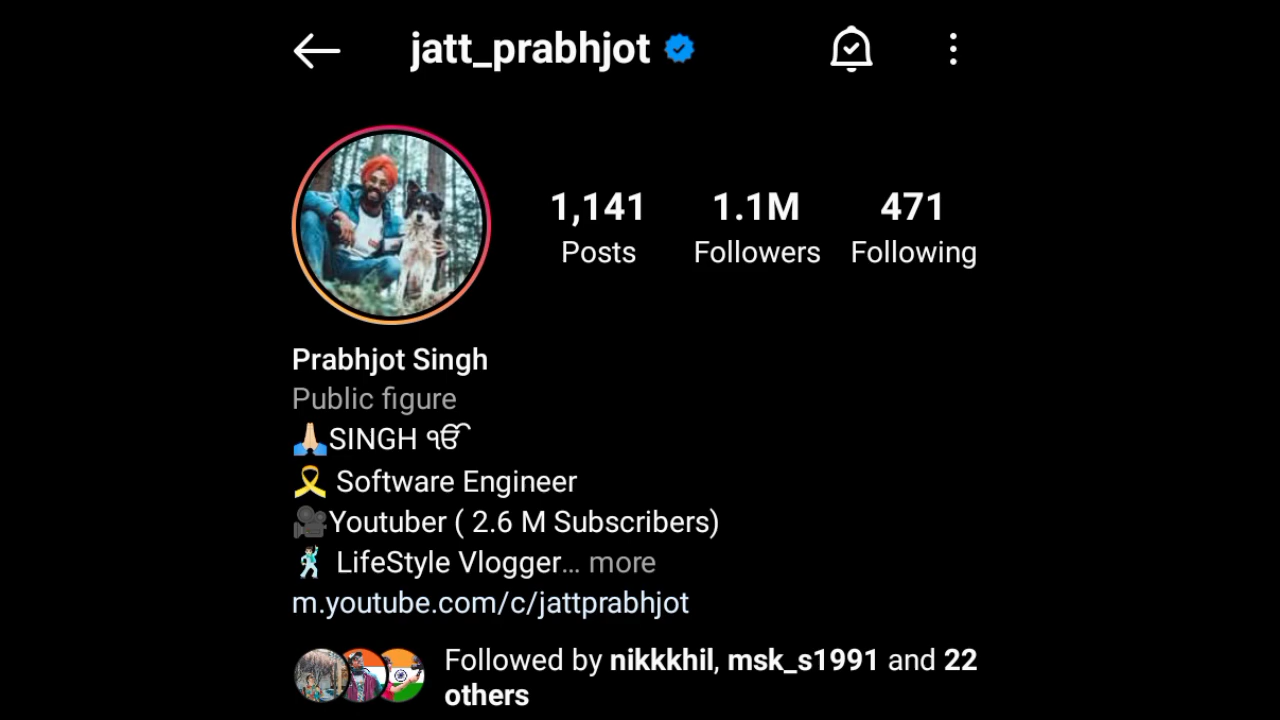 jatt_prabhjot
1,141 1.1M 471
Posts Followers Following
Prabhjot Singh
Public figure
🙏🏻SINGH ੴ
🎗️ Software Engineer
🎥Youtuber ( 2.6 M Subscribers)
🕺🏻 LifeStyle Vlogger... more
m.youtube.com/c/jattprabhjot
Followed by nikkkhil, msk_s1991 and 22
others